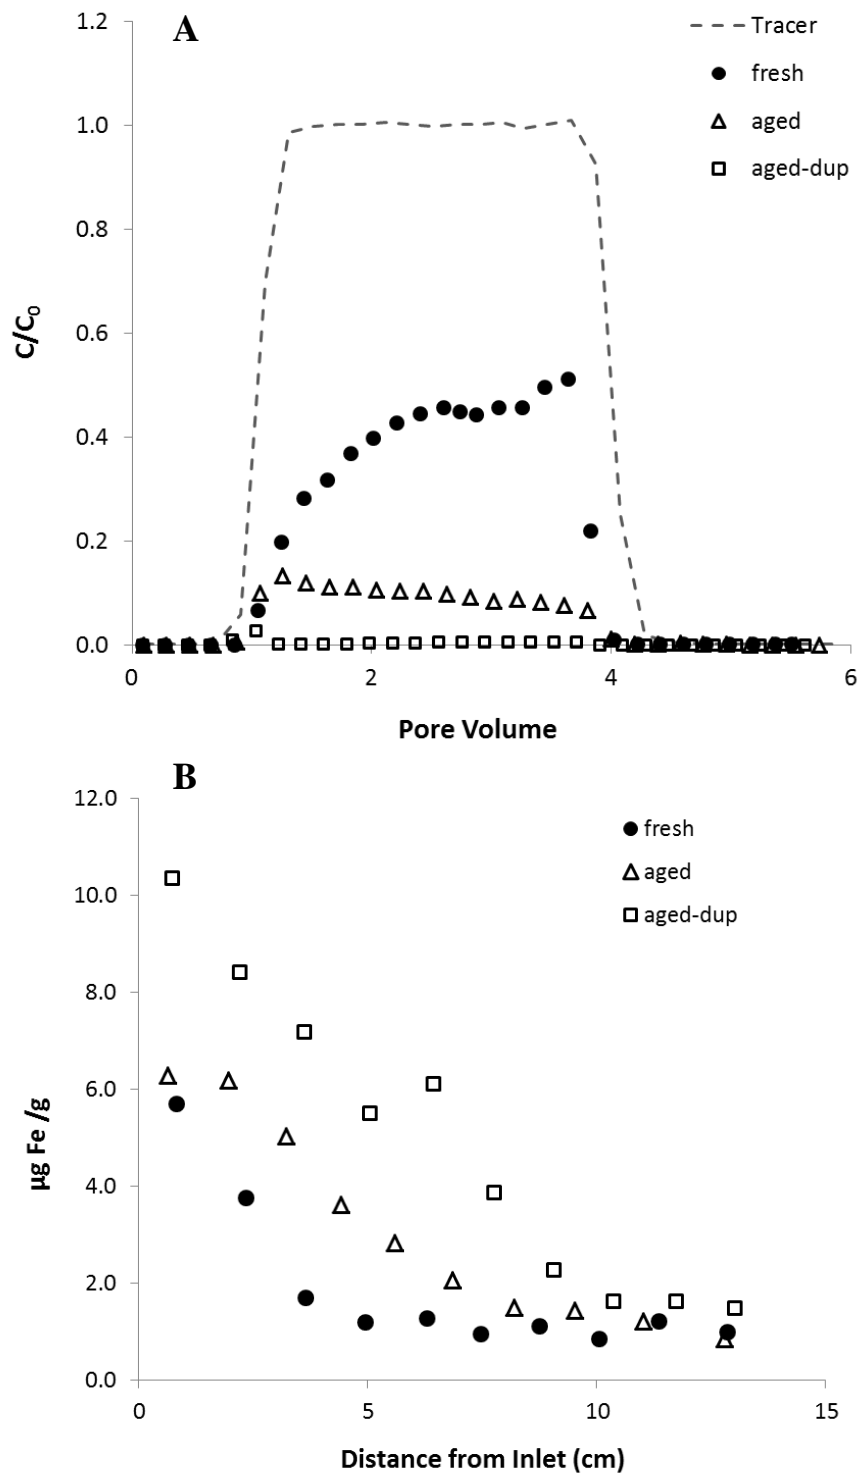 A
Tracer
fresh
aged
aged-dup
1.2
1.0
0.8
0.6
0.4
0.2
0.0
C/C₀
0
2
4
6
Pore Volume
B
fresh
aged
aged-dup
12.0
10.0
8.0
6.0
4.0
2.0
0.0
µg Fe /g
0
5
10
15
Distance from Inlet (cm)